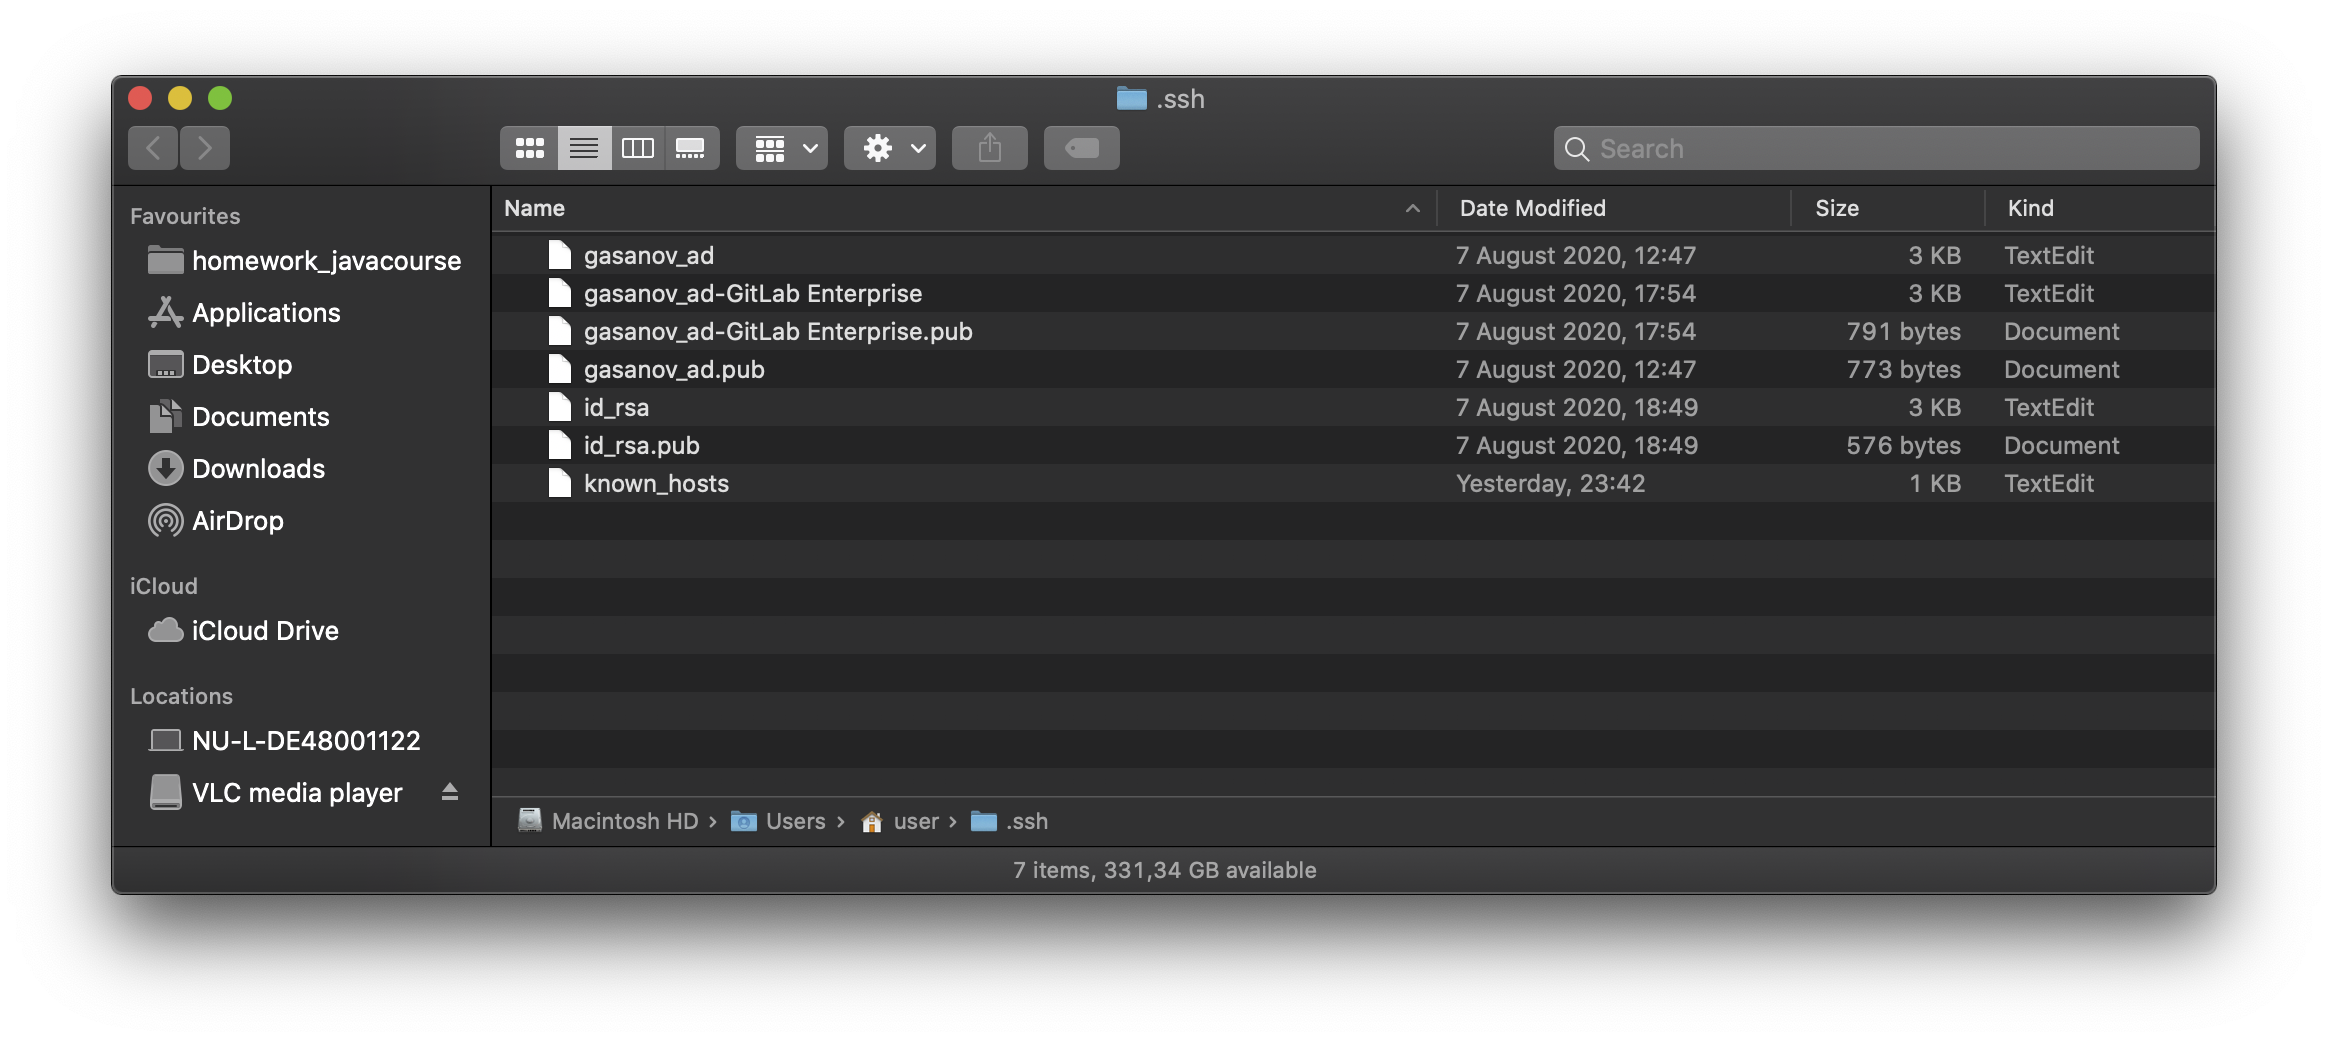 .ssh
Search
Favourites
homework_javacourse
Applications
Desktop
Documents
Downloads
AirDrop
iCloud
iCloud Drive
Locations
NU-L-DE48001122
VLC media player
Name Date Modified Size Kind
gasanov_ad 7 August 2020, 12:47 3 KB TextEdit
gasanov_ad-GitLab Enterprise 7 August 2020, 17:54 3 KB TextEdit
gasanov_ad-GitLab Enterprise.pub 7 August 2020, 17:54 791 bytes Document
gasanov_ad.pub 7 August 2020, 12:47 773 bytes Document
id_rsa 7 August 2020, 18:49 3 KB TextEdit
id_rsa.pub 7 August 2020, 18:49 576 bytes Document
known_hosts Yesterday, 23:42 1 KB TextEdit
Macintosh HD › Users › user › .ssh
7 items, 331,34 GB available